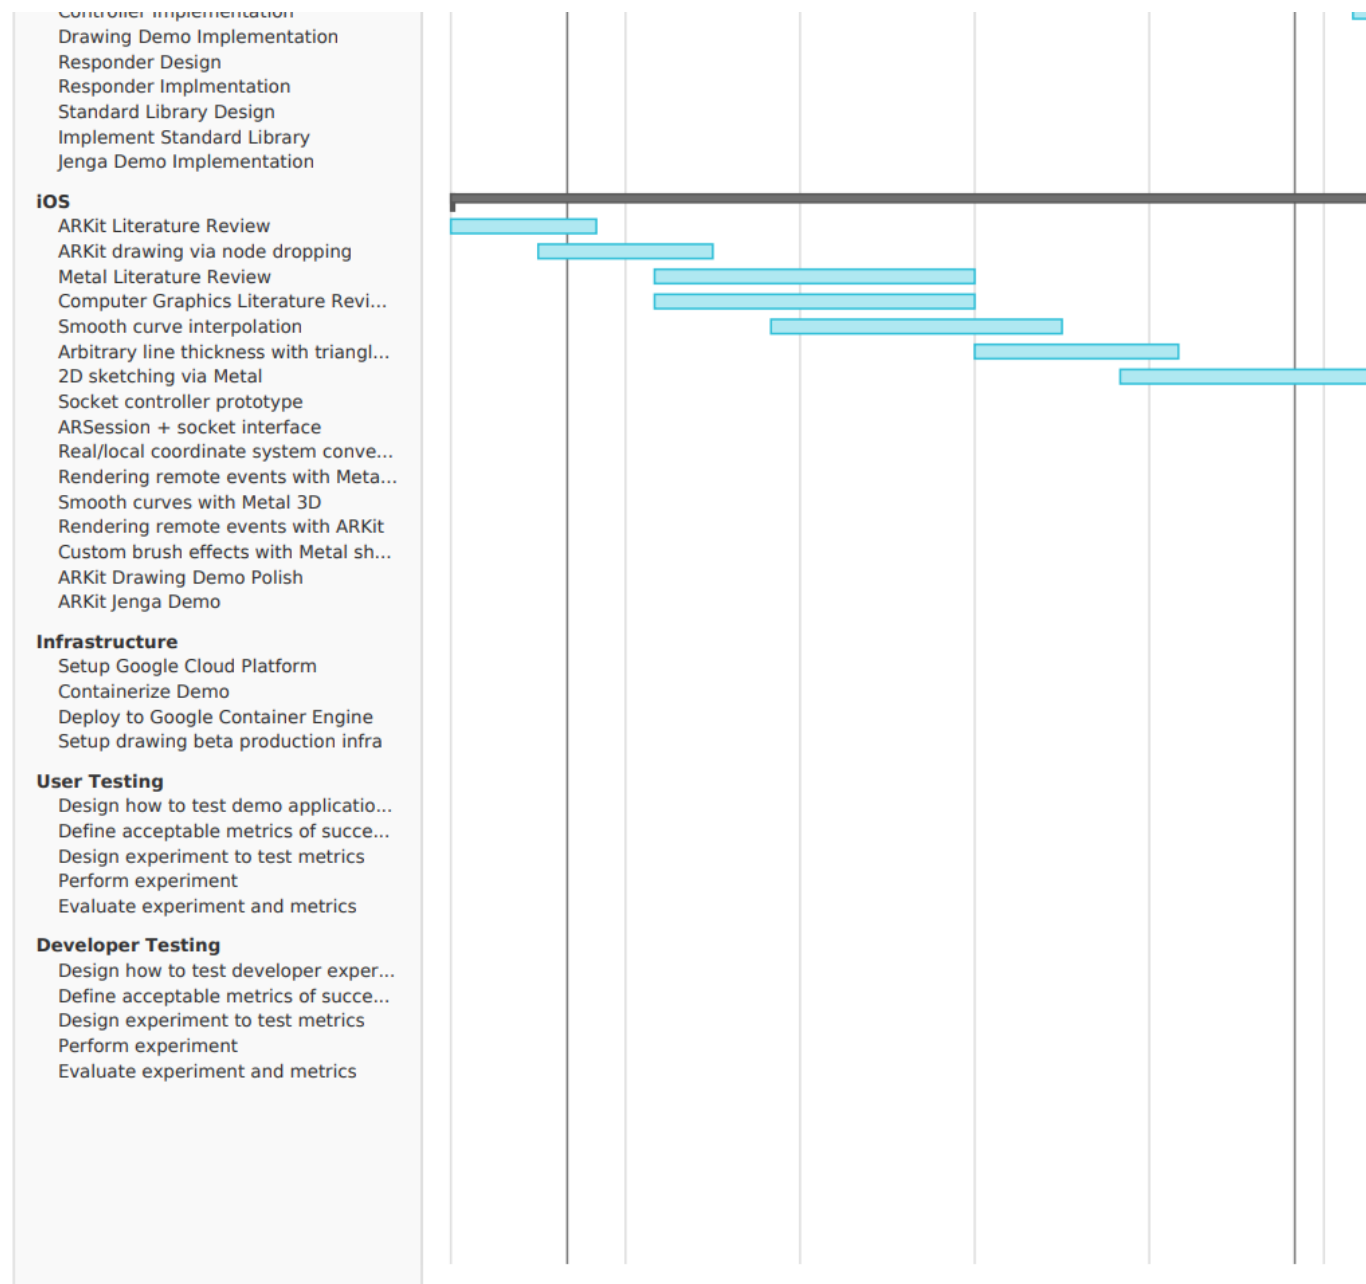 Controller Implementation
Drawing Demo Implementation
Responder Design
Responder Implmentation
Standard Library Design
Implement Standard Library
Jenga Demo Implementation
iOS
ARKit Literature Review
ARKit drawing via node dropping
Metal Literature Review
Computer Graphics Literature Revi...
Smooth curve interpolation
Arbitrary line thickness with triangl...
2D sketching via Metal
Socket controller prototype
ARSession + socket interface
Real/local coordinate system conve...
Rendering remote events with Meta...
Smooth curves with Metal 3D
Rendering remote events with ARKit
Custom brush effects with Metal sh...
ARKit Drawing Demo Polish
ARKit Jenga Demo
Infrastructure
Setup Google Cloud Platform
Containerize Demo
Deploy to Google Container Engine
Setup drawing beta production infra
User Testing
Design how to test demo applicatio...
Define acceptable metrics of succe...
Design experiment to test metrics
Perform experiment
Evaluate experiment and metrics
Developer Testing
Design how to test developer exper...
Define acceptable metrics of succe...
Design experiment to test metrics
Perform experiment
Evaluate experiment and metrics